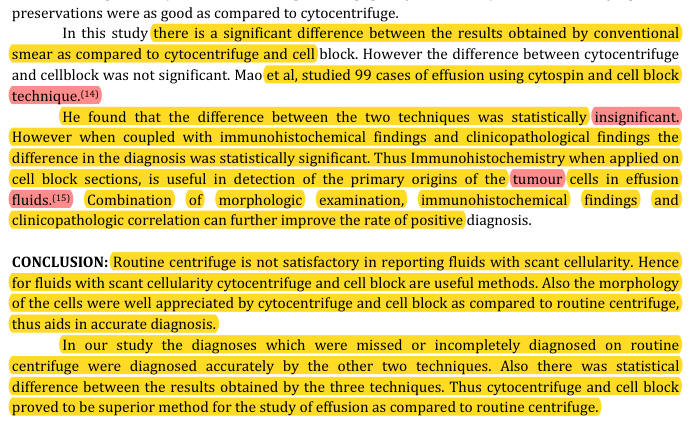 preservations were as good as compared to cytocentrifuge.
In this study there is a significant difference between the results obtained by conventional
smear as compared to cytocentrifuge and cell block. However the difference between cytocentrifuge
and cellblock was not significant. Mao et al, studied 99 cases of effusion using cytospin and cell block
technique.(14)
He found that the difference between the two techniques was statistically insignificant.
However when coupled with immunohistochemical findings and clinicopathological findings the
difference in the diagnosis was statistically significant. Thus Immunohistochemistry when applied on
cell block sections, is useful in detection of the primary origins of the tumour cells in effusion
fluids.(15) Combination of morphologic examination, immunohistochemical findings and
clinicopathologic correlation can further improve the rate of positive diagnosis.
CONCLUSION: Routine centrifuge is not satisfactory in reporting fluids with scant cellularity. Hence
for fluids with scant cellularity cytocentrifuge and cell block are useful methods. Also the morphology
of the cells were well appreciated by cytocentrifuge and cell block as compared to routine centrifuge,
thus aids in accurate diagnosis.
In our study the diagnoses which were missed or incompletely diagnosed on routine
centrifuge were diagnosed accurately by the other two techniques. Also there was statistical
difference between the results obtained by the three techniques. Thus cytocentrifuge and cell block
proved to be superior method for the study of effusion as compared to routine centrifuge.